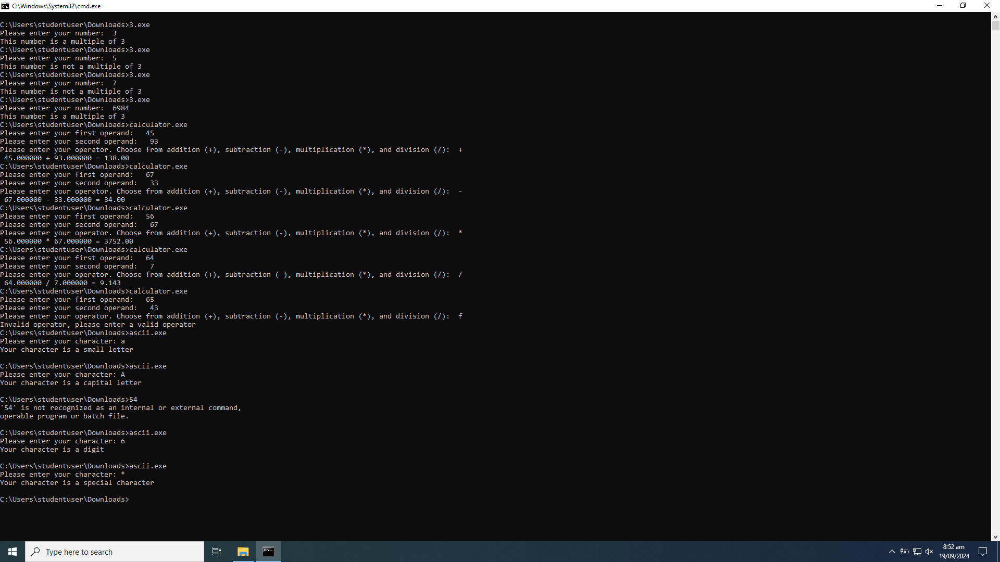 C:\Windows\System32\cmd.exe
C:\Users\studentuser\Downloads>3.exe
Please enter your number:  3
This number is a multiple of 3
C:\Users\studentuser\Downloads>3.exe
Please enter your number:  5
This number is not a multiple of 3
C:\Users\studentuser\Downloads>3.exe
Please enter your number:  7
This number is not a multiple of 3
C:\Users\studentuser\Downloads>3.exe
Please enter your number:  6984
This number is a multiple of 3
C:\Users\studentuser\Downloads>calculator.exe
Please enter your first operand:   45
Please enter your second operand:   93
Please enter your operator. Choose from addition (+), subtraction (-), multiplication (*), and division (/):  +
 45.000000 + 93.000000 = 138.00
C:\Users\studentuser\Downloads>calculator.exe
Please enter your first operand:   67
Please enter your second operand:   33
Please enter your operator. Choose from addition (+), subtraction (-), multiplication (*), and division (/):  -
 67.000000 - 33.000000 = 34.00
C:\Users\studentuser\Downloads>calculator.exe
Please enter your first operand:   56
Please enter your second operand:   67
Please enter your operator. Choose from addition (+), subtraction (-), multiplication (*), and division (/):  *
 56.000000 * 67.000000 = 3752.00
C:\Users\studentuser\Downloads>calculator.exe
Please enter your first operand:   64
Please enter your second operand:   7
Please enter your operator. Choose from addition (+), subtraction (-), multiplication (*), and division (/):  /
 64.000000 / 7.000000 = 9.143
C:\Users\studentuser\Downloads>calculator.exe
Please enter your first operand:   65
Please enter your second operand:   43
Please enter your operator. Choose from addition (+), subtraction (-), multiplication (*), and division (/):  f
Invalid operator, please enter a valid operator
C:\Users\studentuser\Downloads>ascii.exe
Please enter your character: a
Your character is a small letter
C:\Users\studentuser\Downloads>ascii.exe
Please enter your character: A
Your character is a capital letter
C:\Users\studentuser\Downloads>54
'54' is not recognized as an internal or external command,
operable program or batch file.
C:\Users\studentuser\Downloads>ascii.exe
Please enter your character: 6
Your character is a digit
C:\Users\studentuser\Downloads>ascii.exe
Please enter your character: *
Your character is a special character
C:\Users\studentuser\Downloads>
Type here to search
8:52 am
19/09/2024